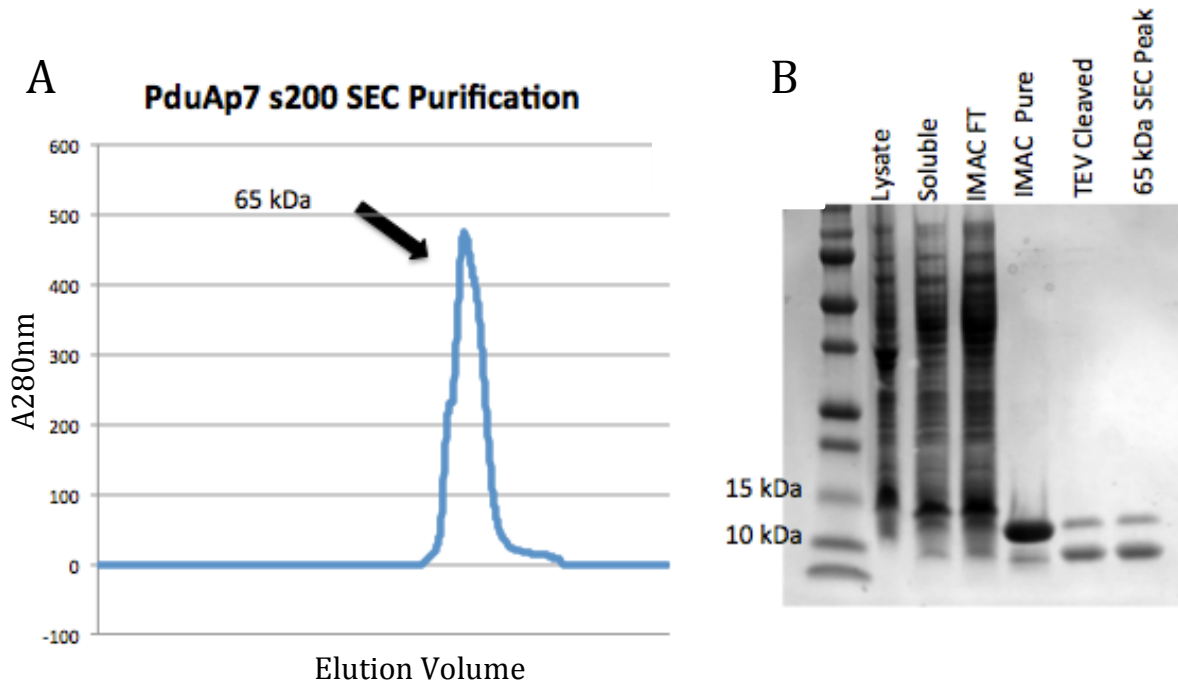 A
PduAp7 s200 SEC Purification
600
500
400
300
200
100
0
-100
A280nm
65 kDa
Elution Volume
B
Lysate
Soluble
IMAC FT
IMAC Pure
TEV Cleaved
65 kDa SEC Peak
15 kDa
10 kDa